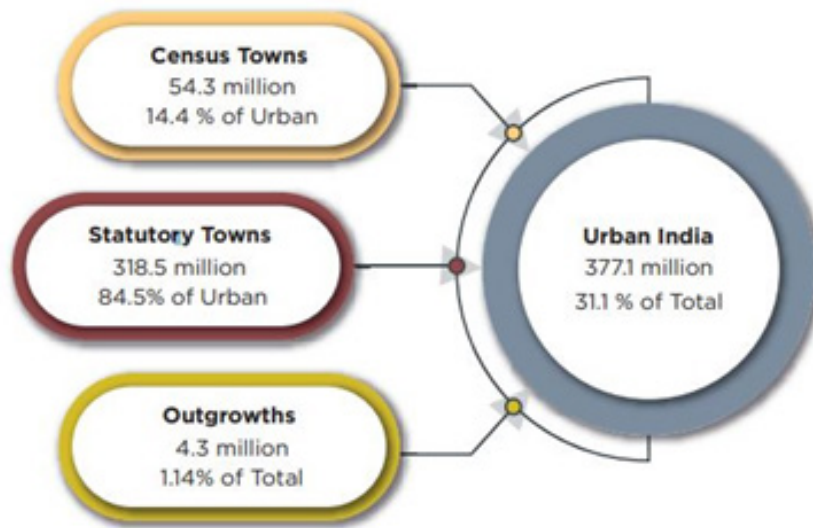 Census Towns
54.3 million
14.4 % of Urban
Statutory Towns
318.5 million
84.5% of Urban
Outgrowths
4.3 million
1.14% of Total
Urban India
377.1 million
31.1 % of Total